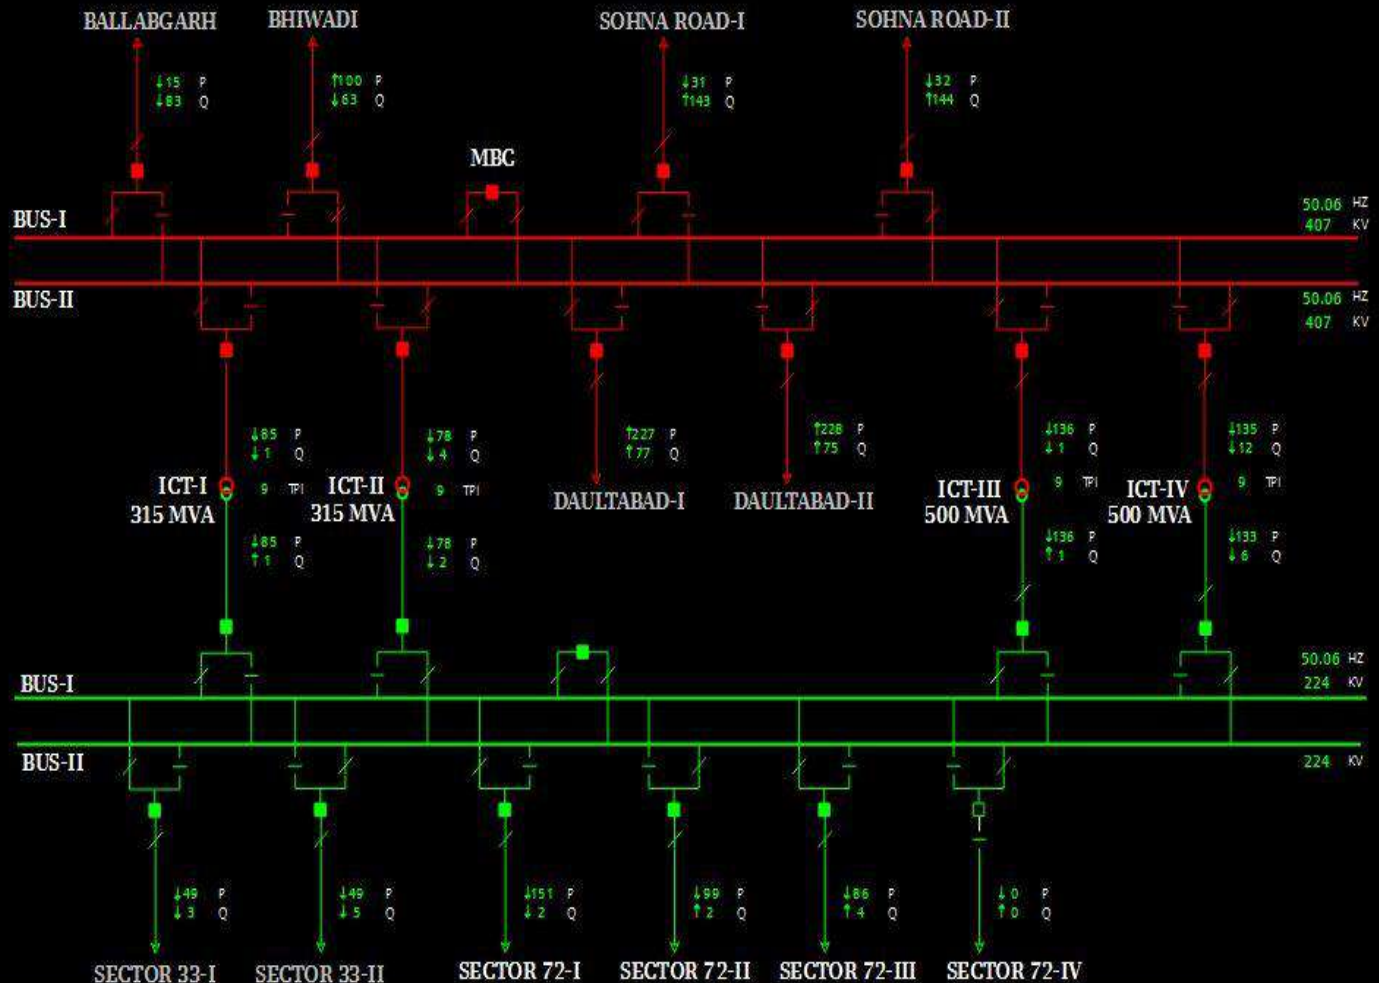 BALLABGARH
BHIWADI
SOHNA ROAD-I
SOHNA ROAD-II
↓15 P
↓83 Q
↑100 P
↓63 Q
↓31 P
↑143 Q
↓32 P
↑144 Q
MBC
BUS-I
50.06 HZ
407 KV
BUS-II
50.06 HZ
407 KV
↓85 P
↓1 Q
↓78 P
↓4 Q
↑227 P
↑77 Q
↑228 P
↑75 Q
↓136 P
↓1 Q
↓135 P
↓12 Q
ICT-I
315 MVA
9 TPI
ICT-II
315 MVA
9 TPI
DAULTABAD-I
DAULTABAD-II
ICT-III
500 MVA
9 TPI
ICT-IV
500 MVA
9 TPI
↓85 P
↑1 Q
↓78 P
↓2 Q
↓136 P
↑1 Q
↓133 P
↓6 Q
BUS-I
50.06 HZ
224 KV
BUS-II
224 KV
↓49 P
↓3 Q
↓49 P
↓5 Q
↓151 P
↓2 Q
↓99 P
↑2 Q
↓86 P
↑4 Q
↓0 P
↑0 Q
SECTOR 33-I
SECTOR 33-II
SECTOR 72-I
SECTOR 72-II
SECTOR 72-III
SECTOR 72-IV